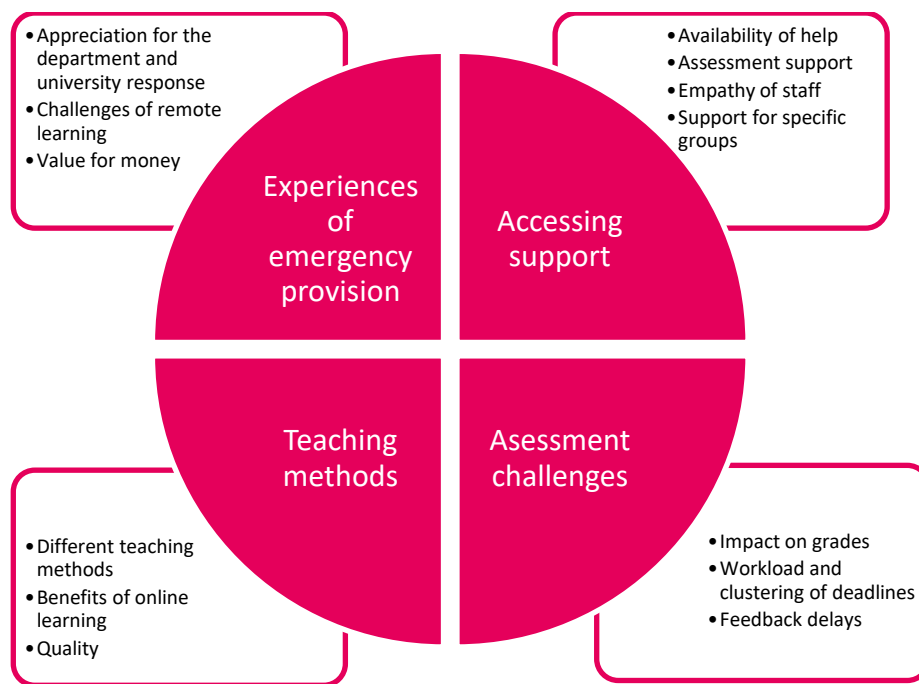 •Appreciation for the
department and
university response
•Challenges of remote
learning
•Value for money
•Availability of help
•Assessment support
•Empathy of staff
•Support for specific
groups
Experiences
of
emergency
provision
Accessing
support
Teaching
methods
Asessment
challenges
•Different teaching
methods
•Benefits of online
learning
•Quality
•Impact on grades
•Workload and
clustering of deadlines
•Feedback delays